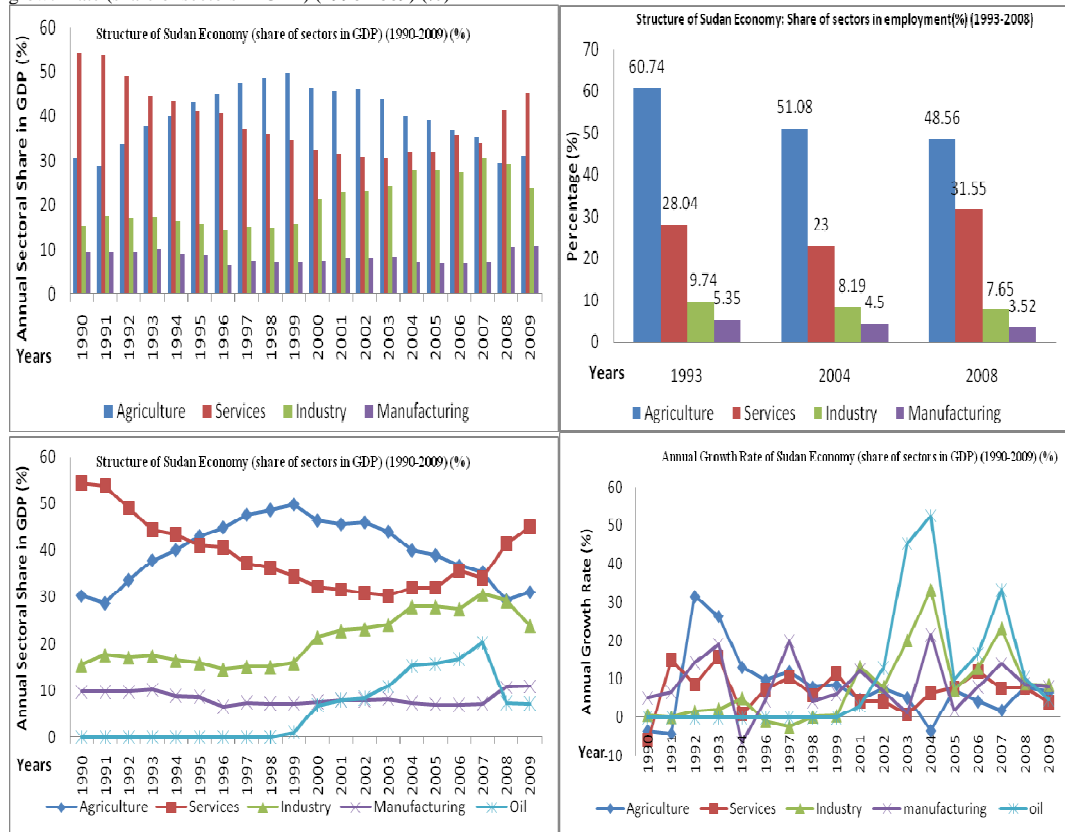 growth rate (share of sectors in GDP) (1990-2009) (%)
Structure of Sudan Economy (share of sectors in GDP) (1990-2009) (%)
Annual Sectoral Share in GDP (%)
60
50
40
30
20
10
0
1990 1991 1992 1993 1994 1995 1996 1997 1998 1999 2000 2001 2002 2003 2004 2005 2006 2007 2008 2009
Years
Agriculture Services Industry Manufacturing
Structure of Sudan Economy: Share of sectors in employment(%) (1993-2008)
Percentage (%)
70
60
50
40
30
20
10
0
60.74
28.04
9.74
5.35
51.08
23
8.19
4.5
48.56
31.55
7.65
3.52
Years
1993 2004 2008
Agriculture Services Industry Manufacturing
Structure of Sudan Economy (share of sectors in GDP) (1990-2009) (%)
Annual Sectoral Share in GDP (%)
60
50
40
30
20
10
0
1990 1991 1992 1993 1994 1995 1996 1997 1998 1999 2000 2001 2002 2003 2004 2005 2006 2007 2008 2009
Years
Agriculture Services Industry Manufacturing Oil
Annual Growth Rate of Sudan Economy (share of sectors in GDP) (1990-2009) (%)
Annual Growth Rate (%)
60
50
40
30
20
10
0
-10
Year
1990 1991 1992 1993 1994 1996 1997 1998 1999 2001 2002 2003 2004 2005 2006 2007 2008 2009
Agriculture Services Industry manufacturing oil